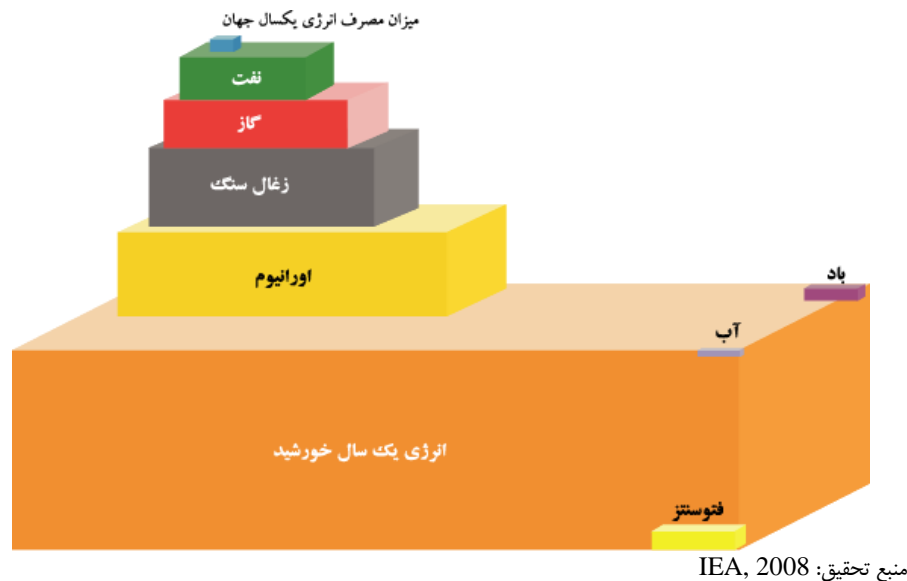 میزان مصرف انرژی یکسال جهان
نفت
گاز
زغال سنگ
اورانیوم
باد
آب
انرژی یک سال خورشید
فتوسنتز
منبع تحقیق: IEA, 2008